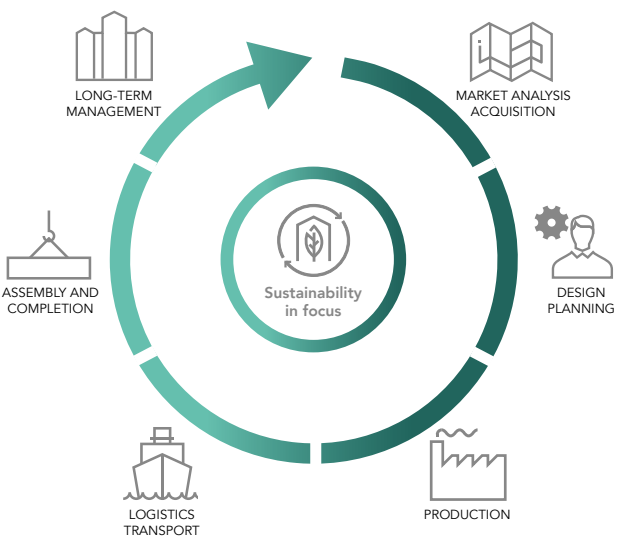 LONG-TERM
MANAGEMENT
MARKET ANALYSIS
ACQUISITION
Sustainability
in focus
ASSEMBLY AND
COMPLETION
DESIGN
PLANNING
LOGISTICS
TRANSPORT
PRODUCTION